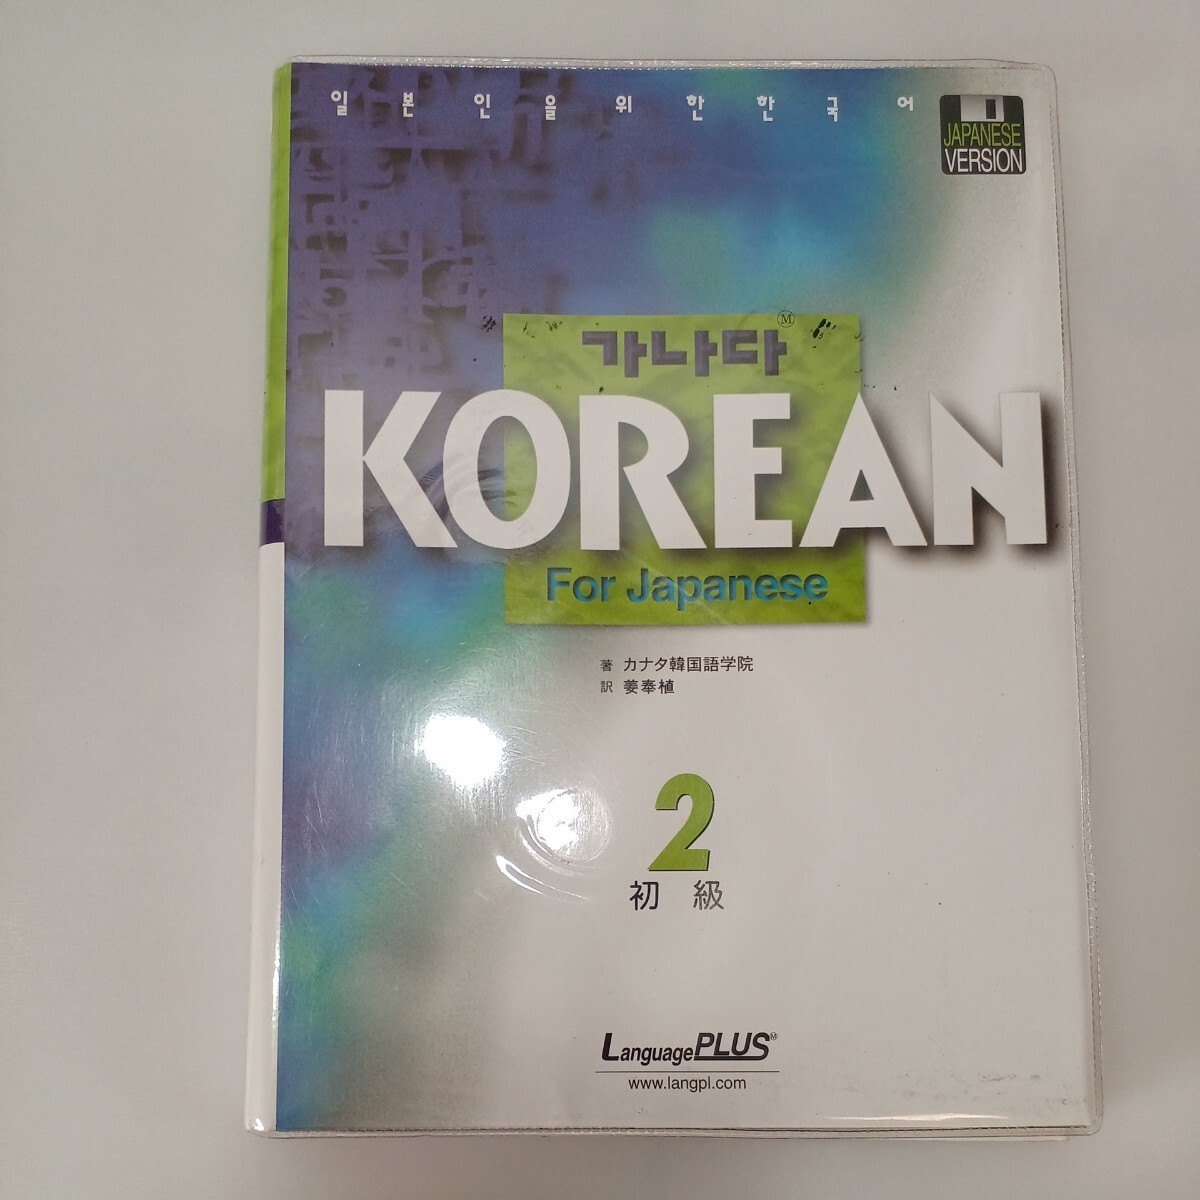 일본인을위한한국어
JAPANESE
VERSION
가나다 Ⓜ
KOREAN
For Japanese
著 カナタ韓国語学院
訳 姜奉植
2
初級
LanguagePLUS Ⓜ
www.langpl.com